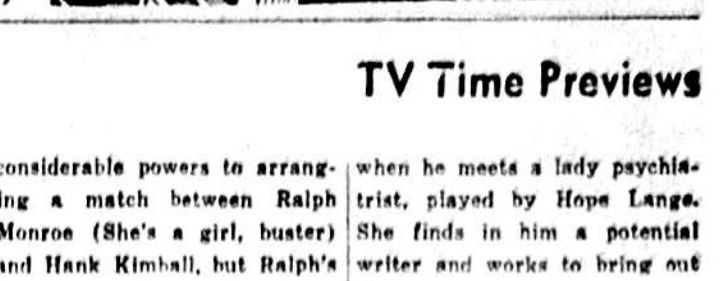 TV Time Previews
considerable powers to arrang-
ing a match between Ralph
Monroe (She's a girl, buster)
and Hank Kimball, but Ralph's
when he meets a lady psychia-
trist, played by Hope Lange.
She finds in him a potential
writer and works to bring out